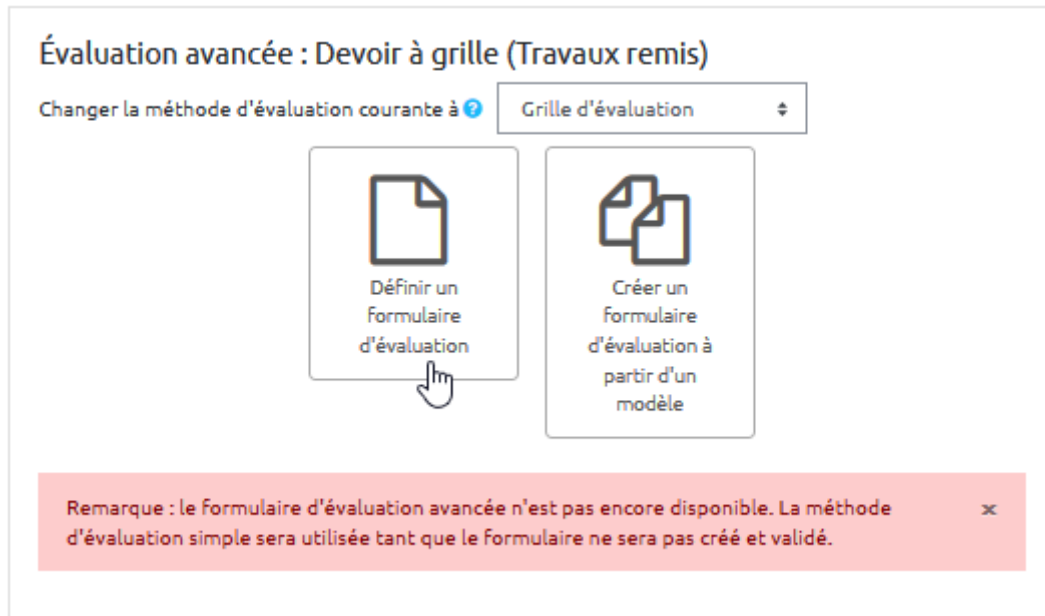 Évaluation avancée : Devoir à grille (Travaux remis)
Changer la méthode d'évaluation courante à ? Grille d'évaluation
Définir un
formulaire
d'évaluation
Créer un
formulaire
d'évaluation à
partir d'un
modèle
Remarque : le formulaire d'évaluation avancée n'est pas encore disponible. La méthode
d'évaluation simple sera utilisée tant que le formulaire ne sera pas créé et validé.